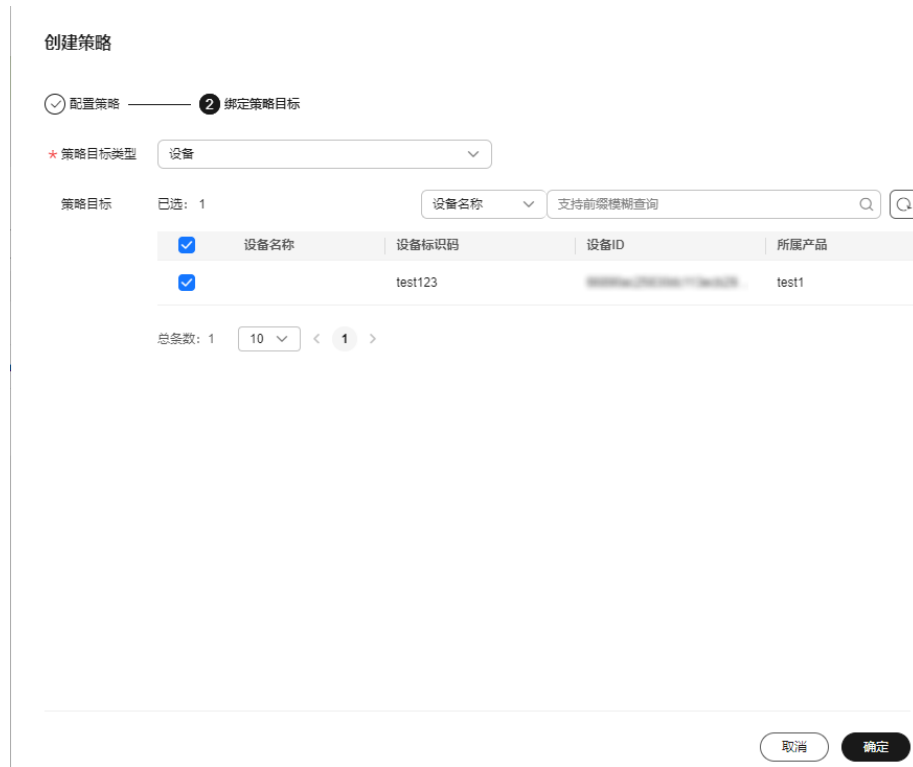 创建策略
配置策略 2 绑定策略目标
* 策略目标类型 设备
策略目标 已选: 1 设备名称 支持前缀模糊查询
设备名称 设备标识码 设备ID 所属产品
test123 test1
总条数: 1 10 < 1 >
取消 确定